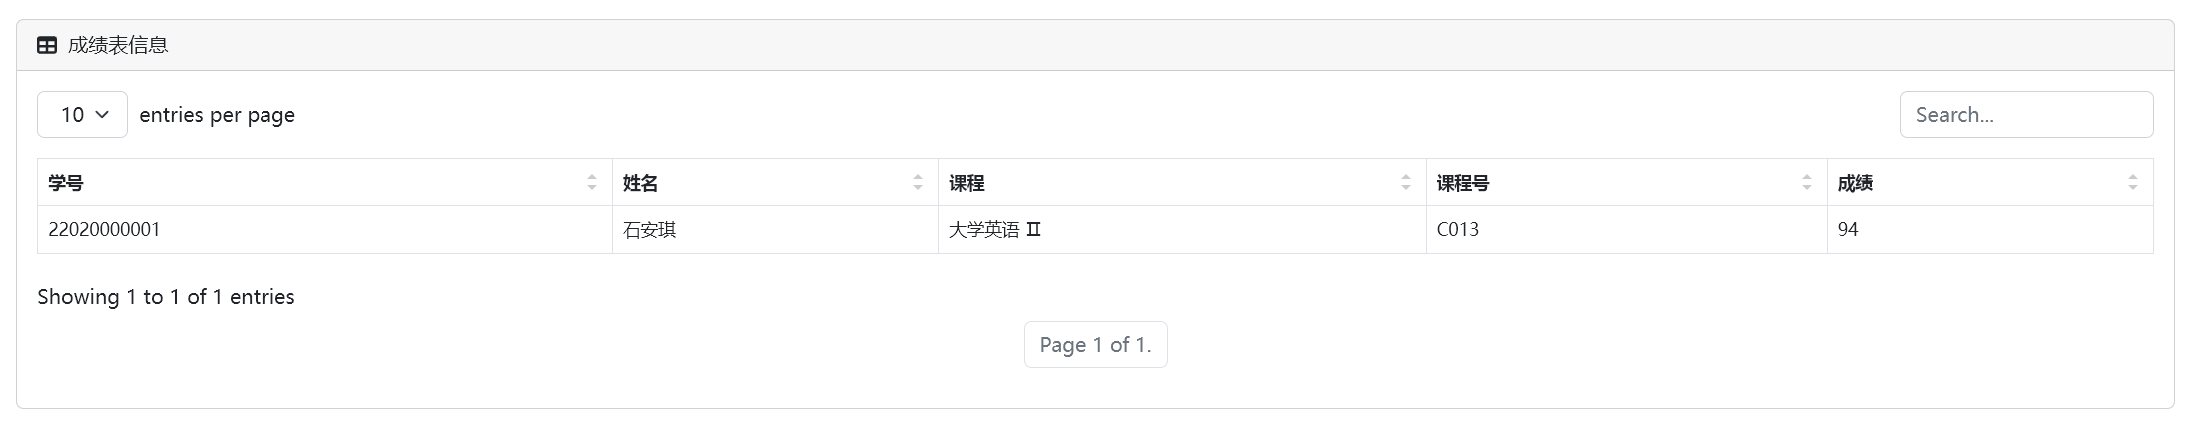 成绩表信息
10 entries per page
Search...
学号 姓名 课程 课程号 成绩
22020000001 石安琪 大学英语 Ⅱ C013 94
Showing 1 to 1 of 1 entries
Page 1 of 1.